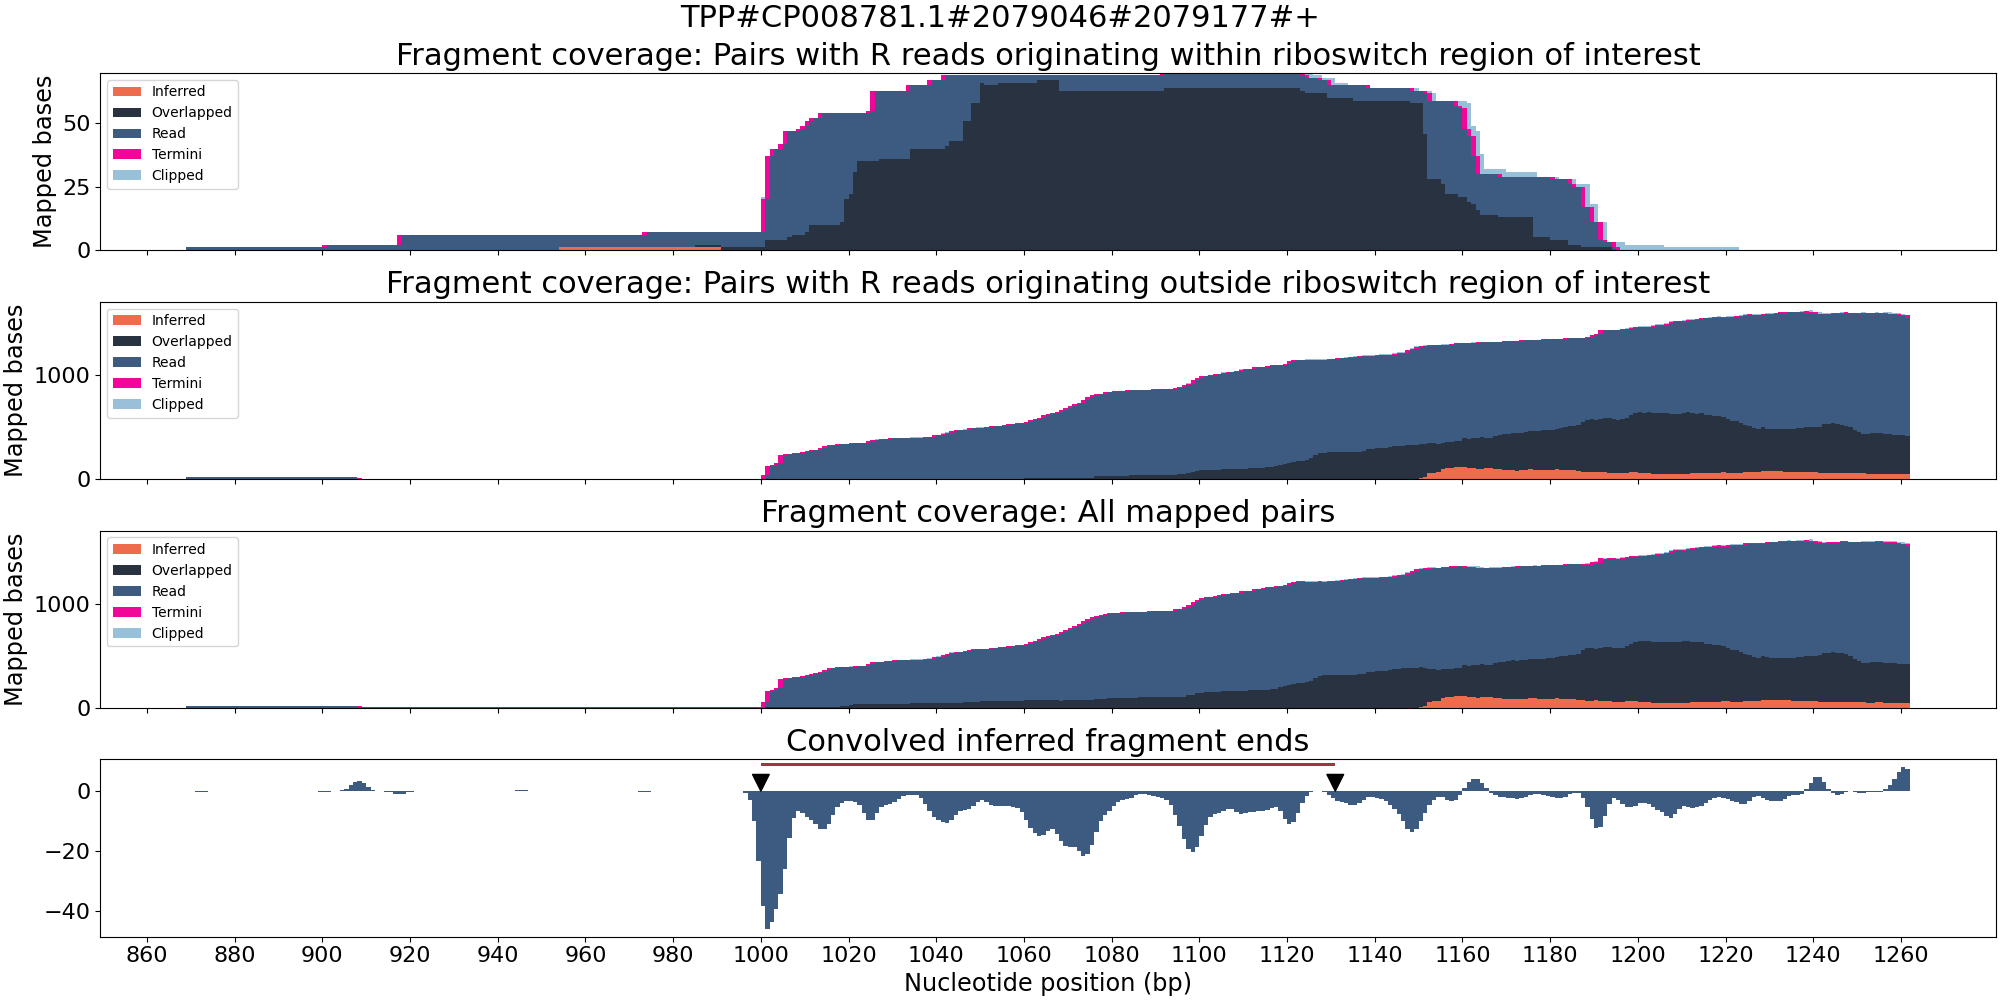 TPP#CP008781.1#2079046#2079177#+
Fragment coverage: Pairs with R reads originating within riboswitch region of interest
Mapped bases
50
25
0
Inferred
Overlapped
Read
Termini
Clipped
Fragment coverage: Pairs with R reads originating outside riboswitch region of interest
Mapped bases
1000
0
Inferred
Overlapped
Read
Termini
Clipped
Fragment coverage: All mapped pairs
Mapped bases
1000
0
Inferred
Overlapped
Read
Termini
Clipped
Convolved inferred fragment ends
0
−20
−40
860 880 900 920 940 960 980 1000 1020 1040 1060 1080 1100 1120 1140 1160 1180 1200 1220 1240 1260
Nucleotide position (bp)